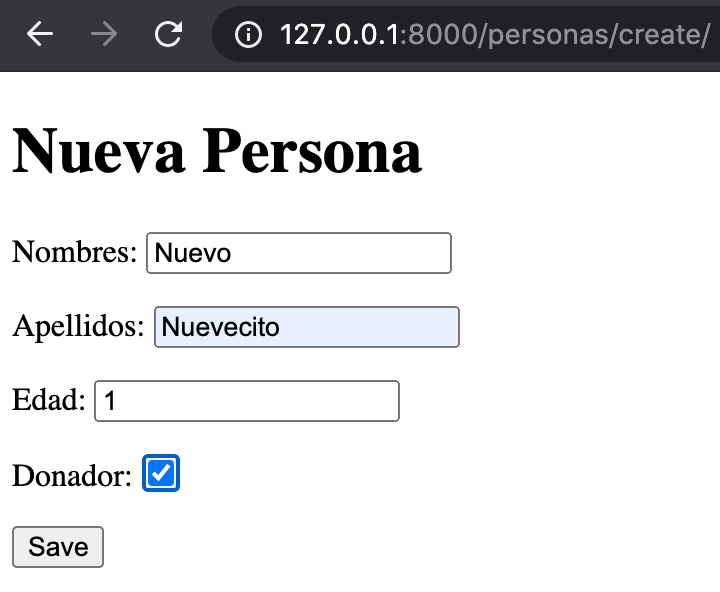 127.0.0.1:8000/personas/create/
Nueva Persona
Nombres: Nuevo
Apellidos: Nuevecito
Edad: 1
Donador:
Save